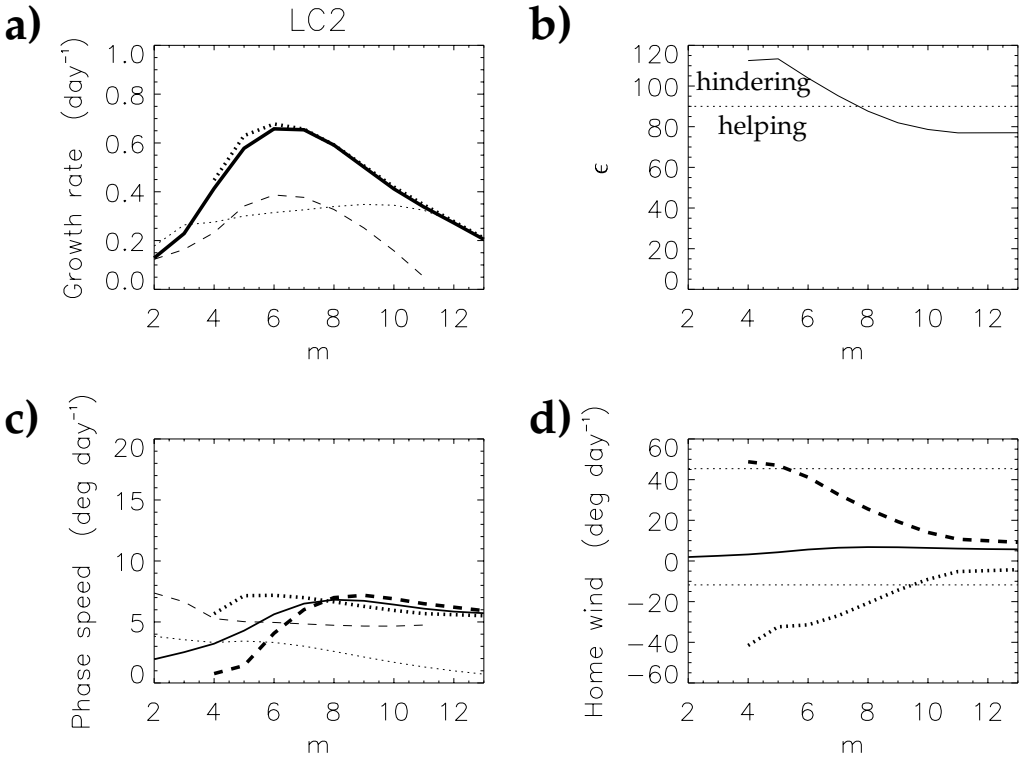 a)
LC2
Growth rate (day⁻¹)
1.0
0.8
0.6
0.4
0.2
0.0
2 4 6 8 10 12
m
b)
ϵ
120
100
80
60
40
20
0
hindering
helping
2 4 6 8 10 12
m
c)
Phase speed (deg day⁻¹)
20
15
10
5
0
2 4 6 8 10 12
m
d)
Home wind (deg day⁻¹)
60
40
20
0
−20
−40
−60
2 4 6 8 10 12
m